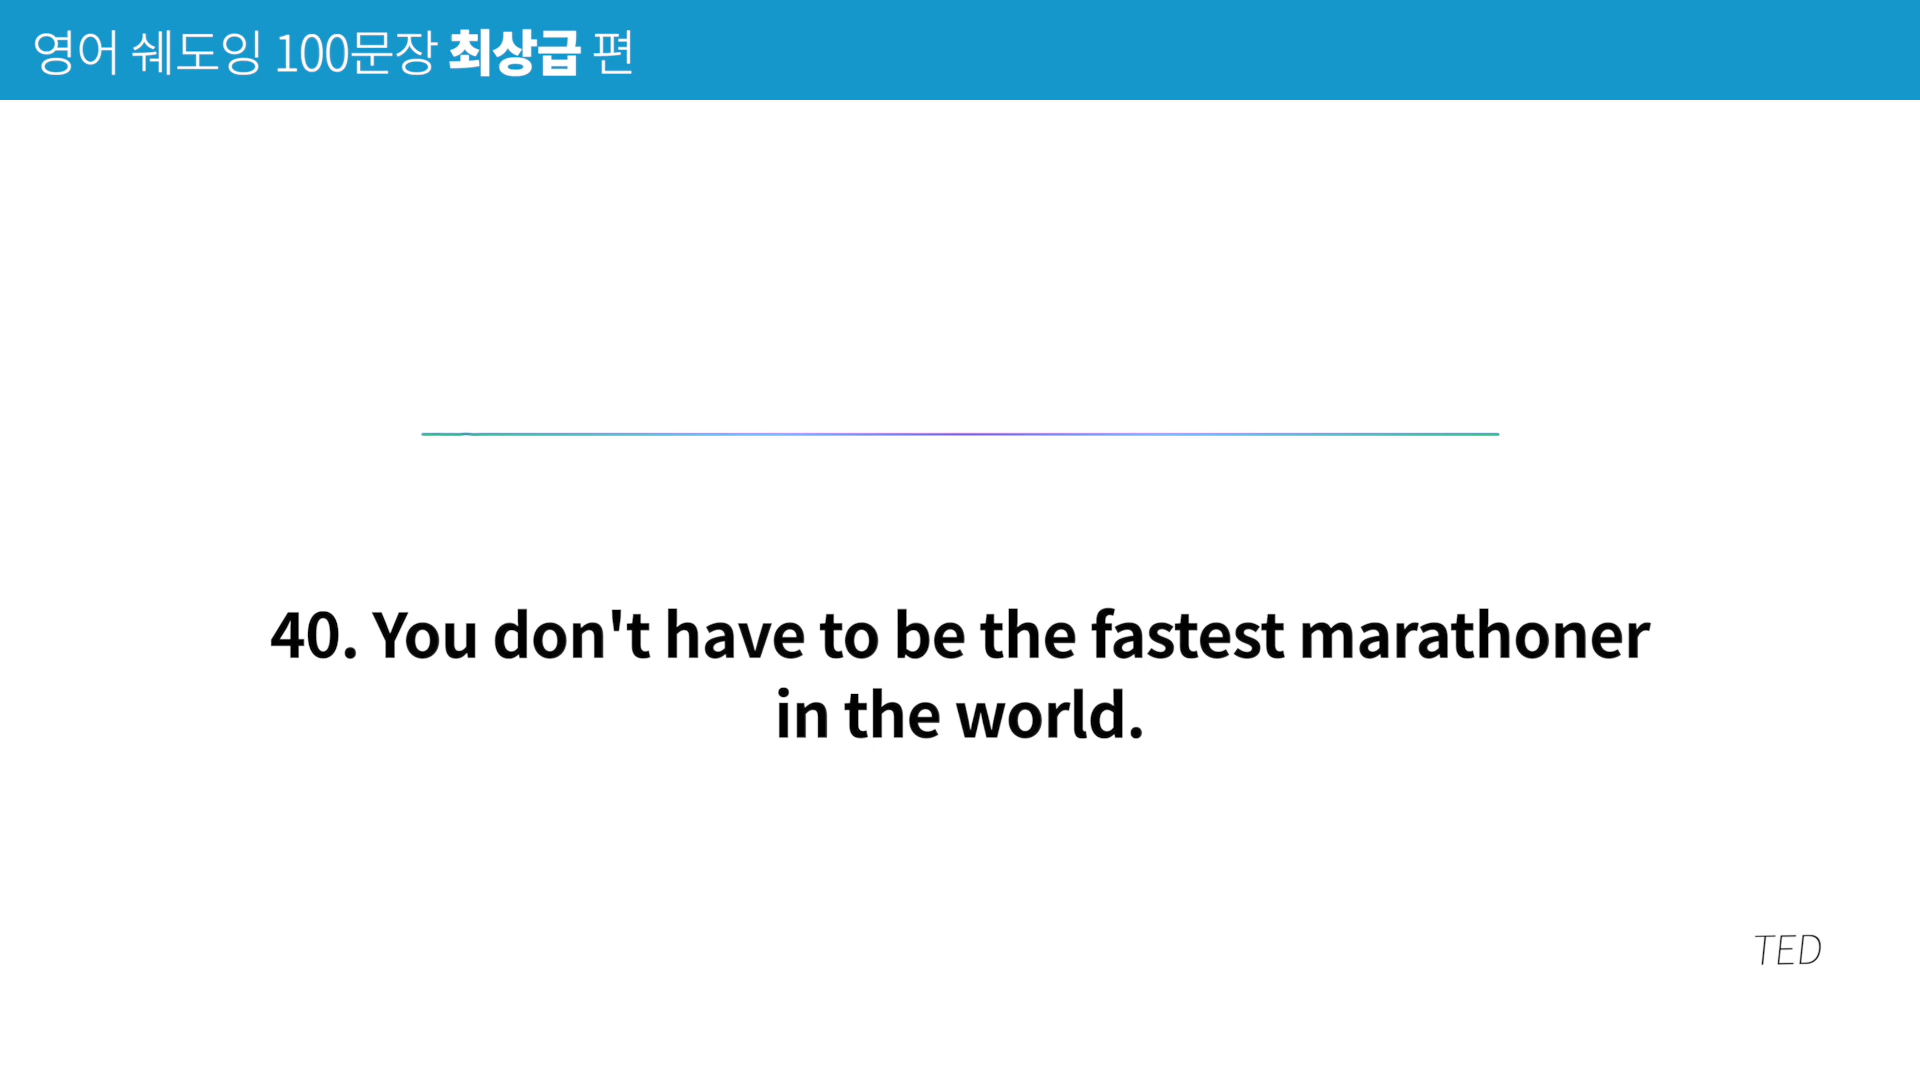 영어 쉐도잉 100문장 최상급 편
40. You don't have to be the fastest marathoner
in the world.
TED